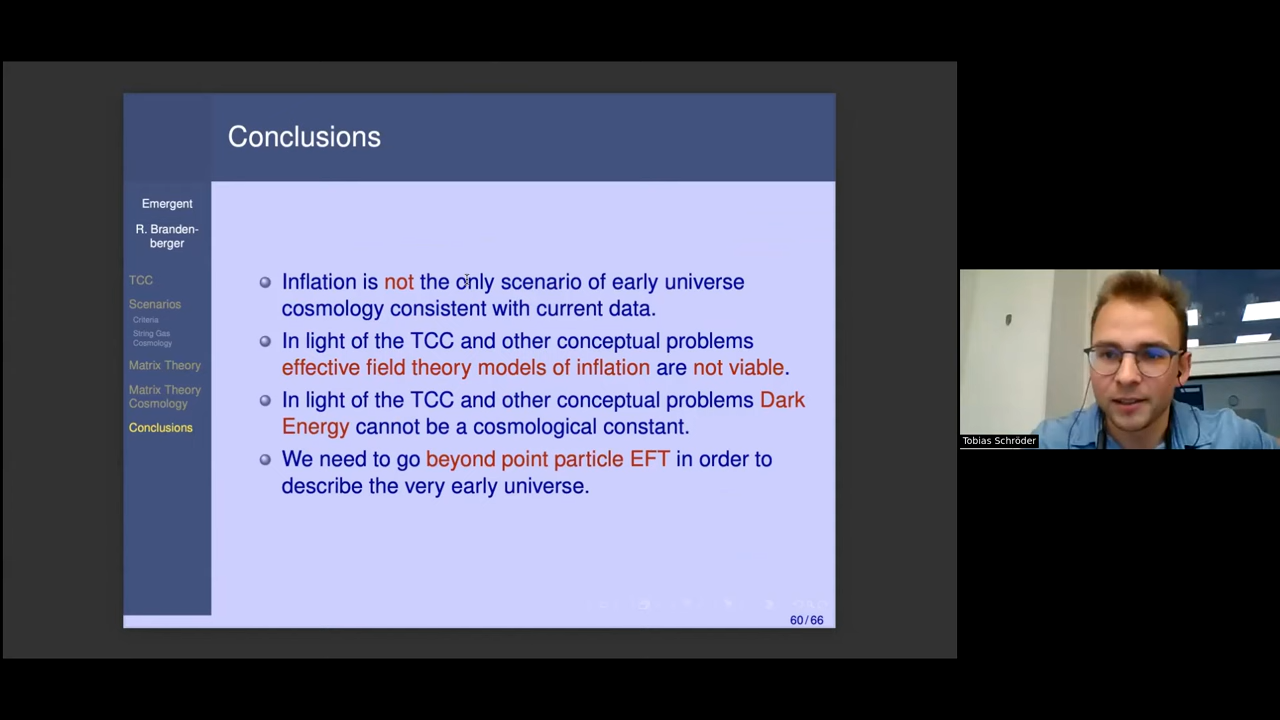 Conclusions
Emergent
R. Branden-
berger
TCC
Scenarios
Criteria
String Gas
Cosmology
Matrix Theory
Matrix Theory
Cosmology
Conclusions
Inflation is not the only scenario of early universe
cosmology consistent with current data.
In light of the TCC and other conceptual problems
effective field theory models of inflation are not viable.
In light of the TCC and other conceptual problems Dark
Energy cannot be a cosmological constant.
We need to go beyond point particle EFT in order to
describe the very early universe.
60/66
Tobias Schröder